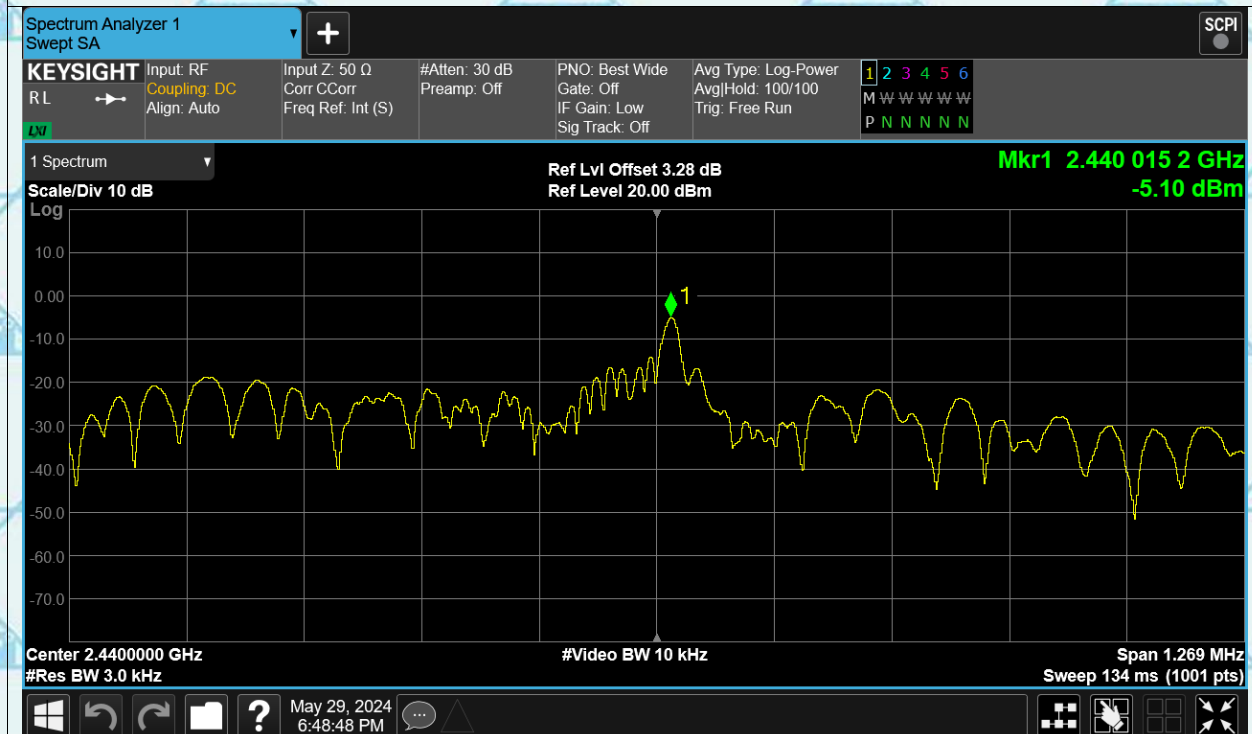 Spectrum Analyzer 1
Swept SA
SCPI
KEYSIGHT
R L
LXI
Input: RF
Coupling: DC
Align: Auto
Input Z: 50 Ω
Corr CCorr
Freq Ref: Int (S)
#Atten: 30 dB
Preamp: Off
PNO: Best Wide
Gate: Off
IF Gain: Low
Sig Track: Off
Avg Type: Log-Power
Avg|Hold: 100/100
Trig: Free Run
1 2 3 4 5 6
M W W W W W
P N N N N N
1 Spectrum
Scale/Div 10 dB
Log
Ref Lvl Offset 3.28 dB
Ref Level 20.00 dBm
Mkr1 2.440 015 2 GHz
-5.10 dBm
1
10.0
0.00
-10.0
-20.0
-30.0
-40.0
-50.0
-60.0
-70.0
Center 2.4400000 GHz
#Res BW 3.0 kHz
#Video BW 10 kHz
Span 1.269 MHz
Sweep 134 ms (1001 pts)
?
May 29, 2024
6:48:48 PM